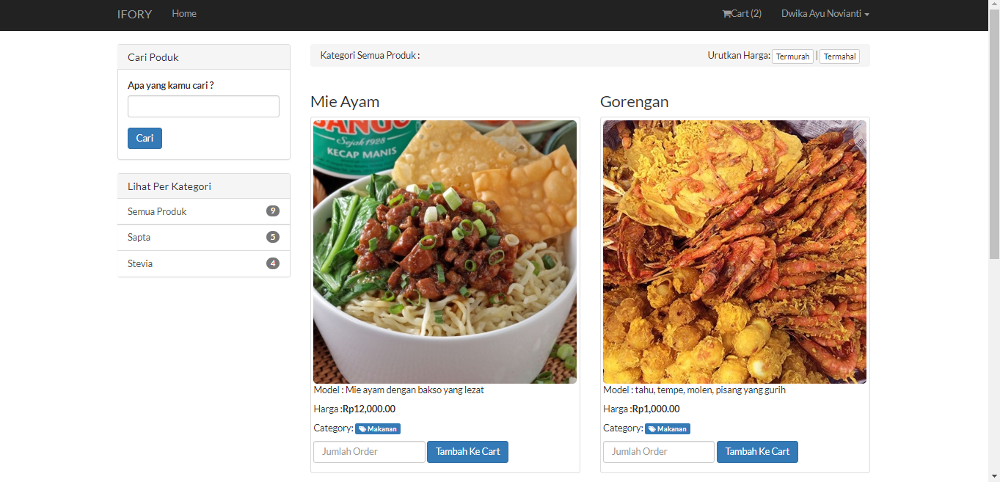 IFORY
Home
Cart (2)
Dwika Ayu Novianti
Cari Poduk
Apa yang kamu cari ?
Cari
Lihat Per Kategori
Semua Produk 9
Sapta 5
Stevia 4
Kategori Semua Produk :
Urutkan Harga: Termurah | Termahal
Mie Ayam
Sejak 1928
KECAP MANIS
Model : Mie ayam dengan bakso yang lezat
Harga :Rp12,000.00
Category: Makanan
Jumlah Order Tambah Ke Cart
Gorengan
Model : tahu, tempe, molen, pisang yang gurih
Harga :Rp1,000.00
Category: Makanan
Jumlah Order Tambah Ke Cart